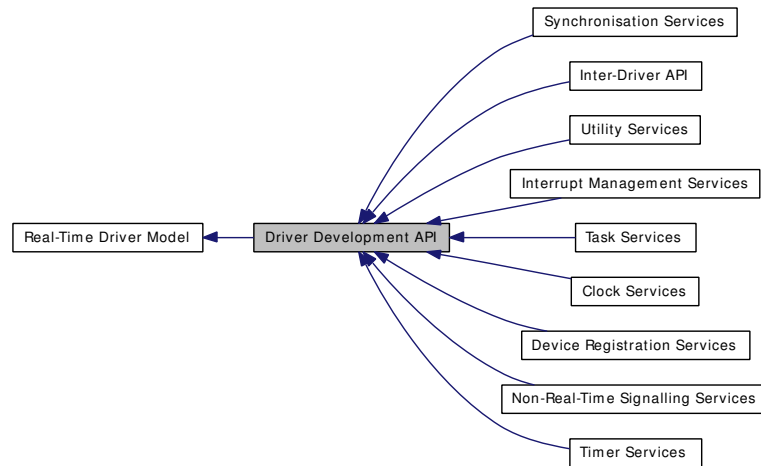 Synchronisation Services
Inter-Driver API
Utility Services
Interrupt Management Services
Real-Time Driver Model
Driver Development API
Task Services
Clock Services
Device Registration Services
Non-Real-Time Signalling Services
Timer Services